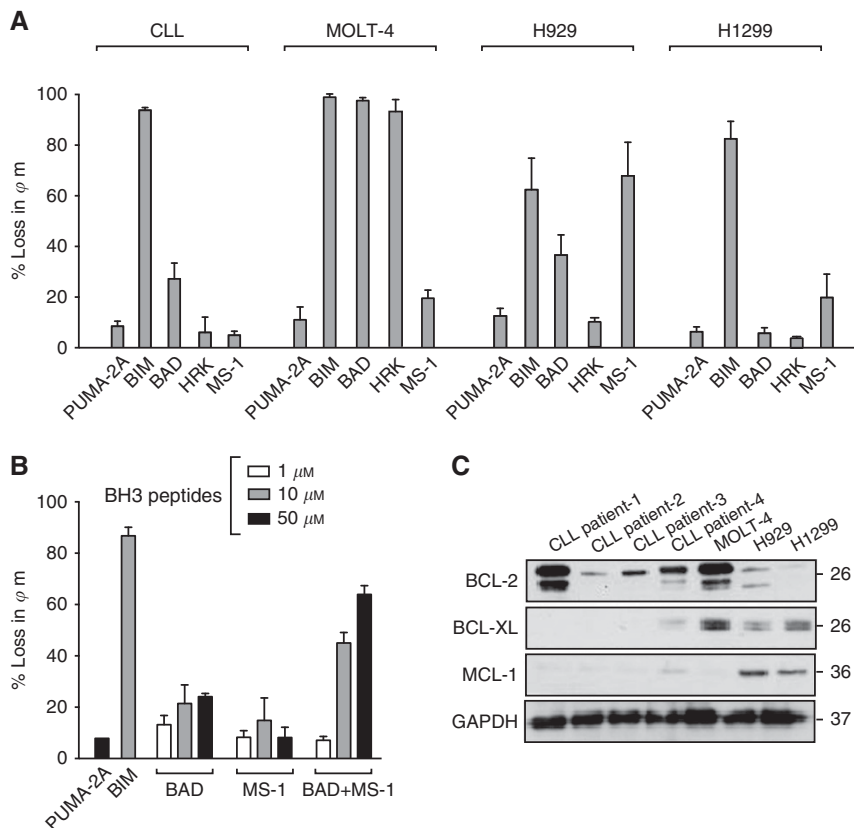 A
CLL MOLT-4 H929 H1299
% Loss in φ m
100
80
60
40
20
0
PUMA-2A BIM BAD HRK MS-1 PUMA-2A BIM BAD HRK MS-1 PUMA-2A BIM BAD HRK MS-1 PUMA-2A BIM BAD HRK MS-1
B
BH3 peptides
1 μM
10 μM
50 μM
% Loss in φ m
100
80
60
40
20
0
PUMA-2A BIM BAD MS-1 BAD+MS-1
C
CLL patient-1 CLL patient-2 CLL patient-3 CLL patient-4 MOLT-4 H929 H1299
BCL-2 26
BCL-XL 26
MCL-1 36
GAPDH 37